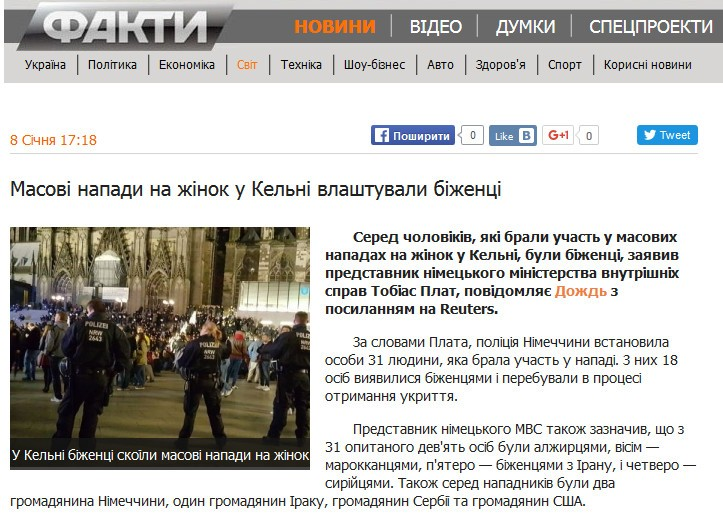 ФАКТИ
НОВИНИ | ВІДЕО | ДУМКИ | СПЕЦПРОЕКТИ
Україна | Політика | Економіка | Світ | Техніка | Шоу-бізнес | Авто | Здоров'я | Спорт | Корисні новини
8 Січня 17:18
Поширити 0 Like B G+1 0 Tweet
Масові напади на жінок у Кельні влаштували біженці
POLIZEI
NRW
2643
У Кельні біженці скоїли масові напади на жінок
Серед чоловіків, які брали участь у масових
нападах на жінок у Кельні, були біженці, заявив
представник німецького міністерства внутрішніх
справ Тобіас Плат, повідомляє Дождь з
посиланням на Reuters.
За словами Плата, поліція Німеччини встановила
особи 31 людини, яка брала участь у нападі. З них 18
осіб виявилися біженцями і перебували в процесі
отримання укриття.
Представник німецького МВС також зазначив, що з
31 опитаного дев'ять осіб були алжирцями, вісім —
марокканцями, п'ятеро — біженцями з Ірану, і четверо —
сирійцями. Також серед нападників були два
громадянина Німеччини, один громадянин Іраку, громадянин Сербії та громадянин США.